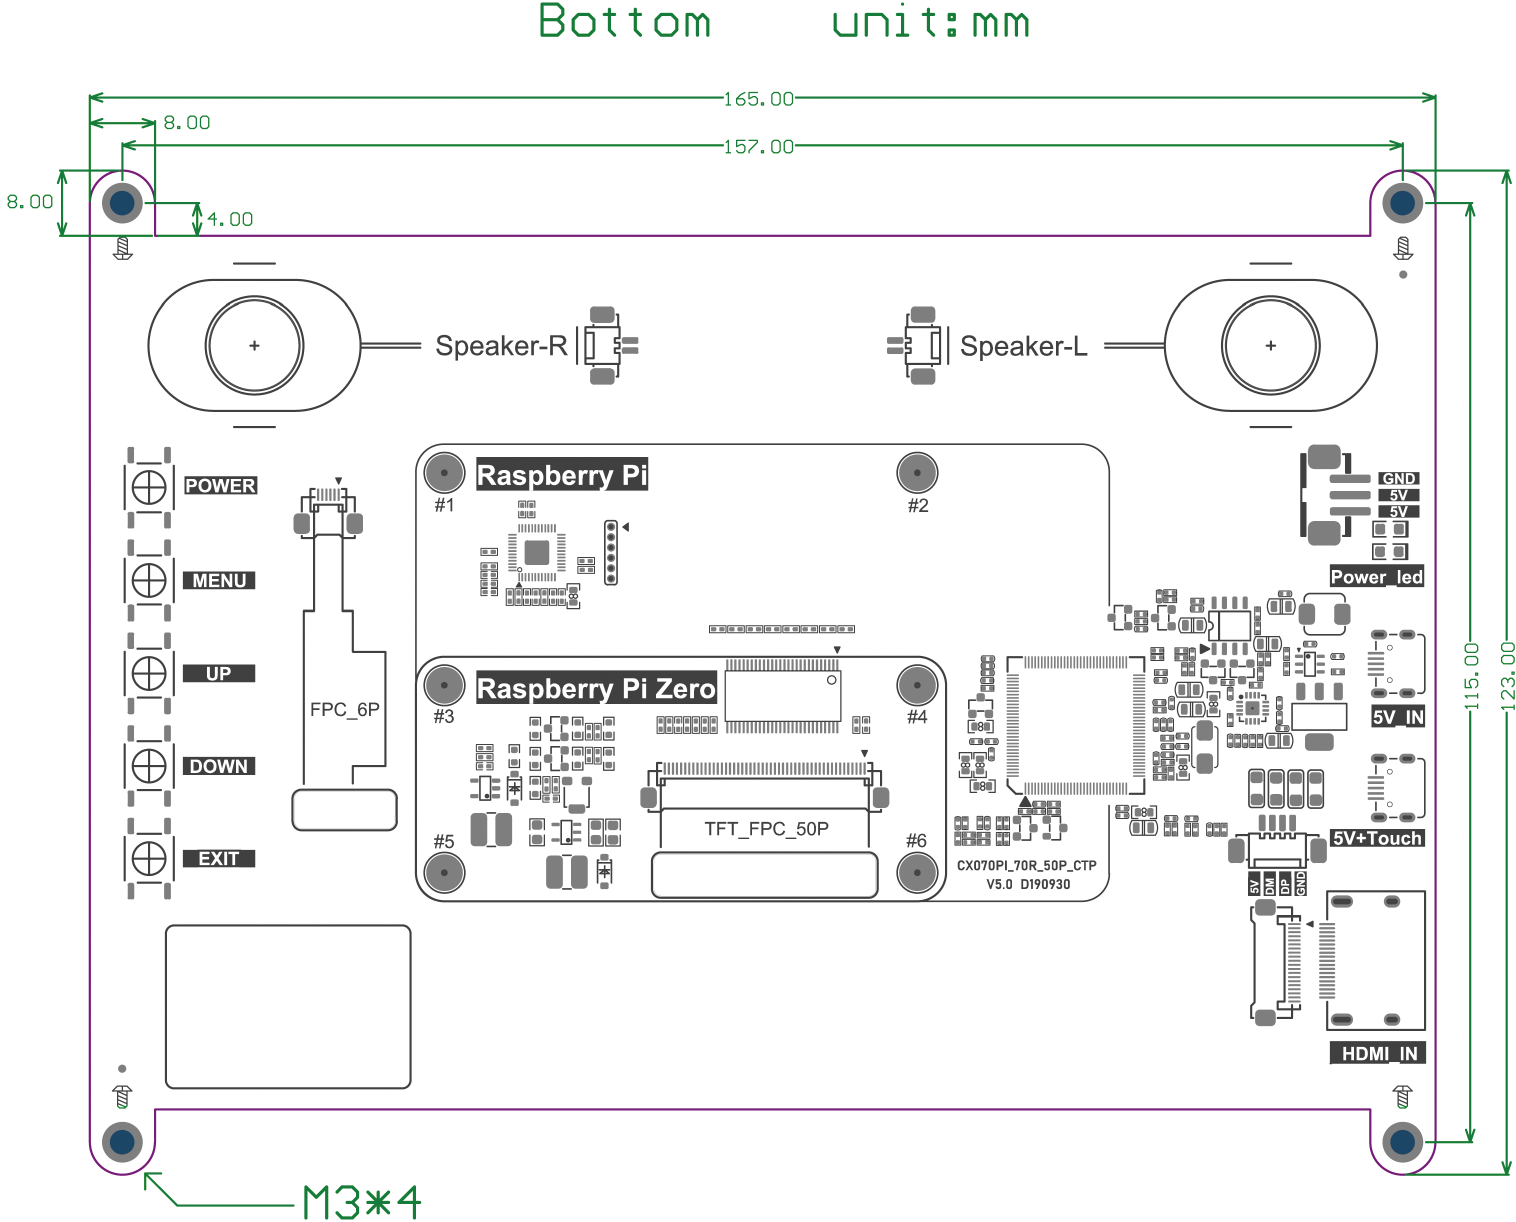 Bottom unit:mm
165.00
8.00
157.00
8.00
4.00
Speaker-R
Speaker-L
POWER
Raspberry Pi
#1
#2
GND
5V
5V
MENU
Power_led
UP
FPC_6P
Raspberry Pi Zero
#3
#4
5V_IN
115.00
123.00
DOWN
TFT_FPC_50P
5V+Touch
#5
#6
EXIT
CX070PI_70R_50P_CTP
V5.0 D190930
5V
DM
DP
GND
HDMI_IN
M3*4